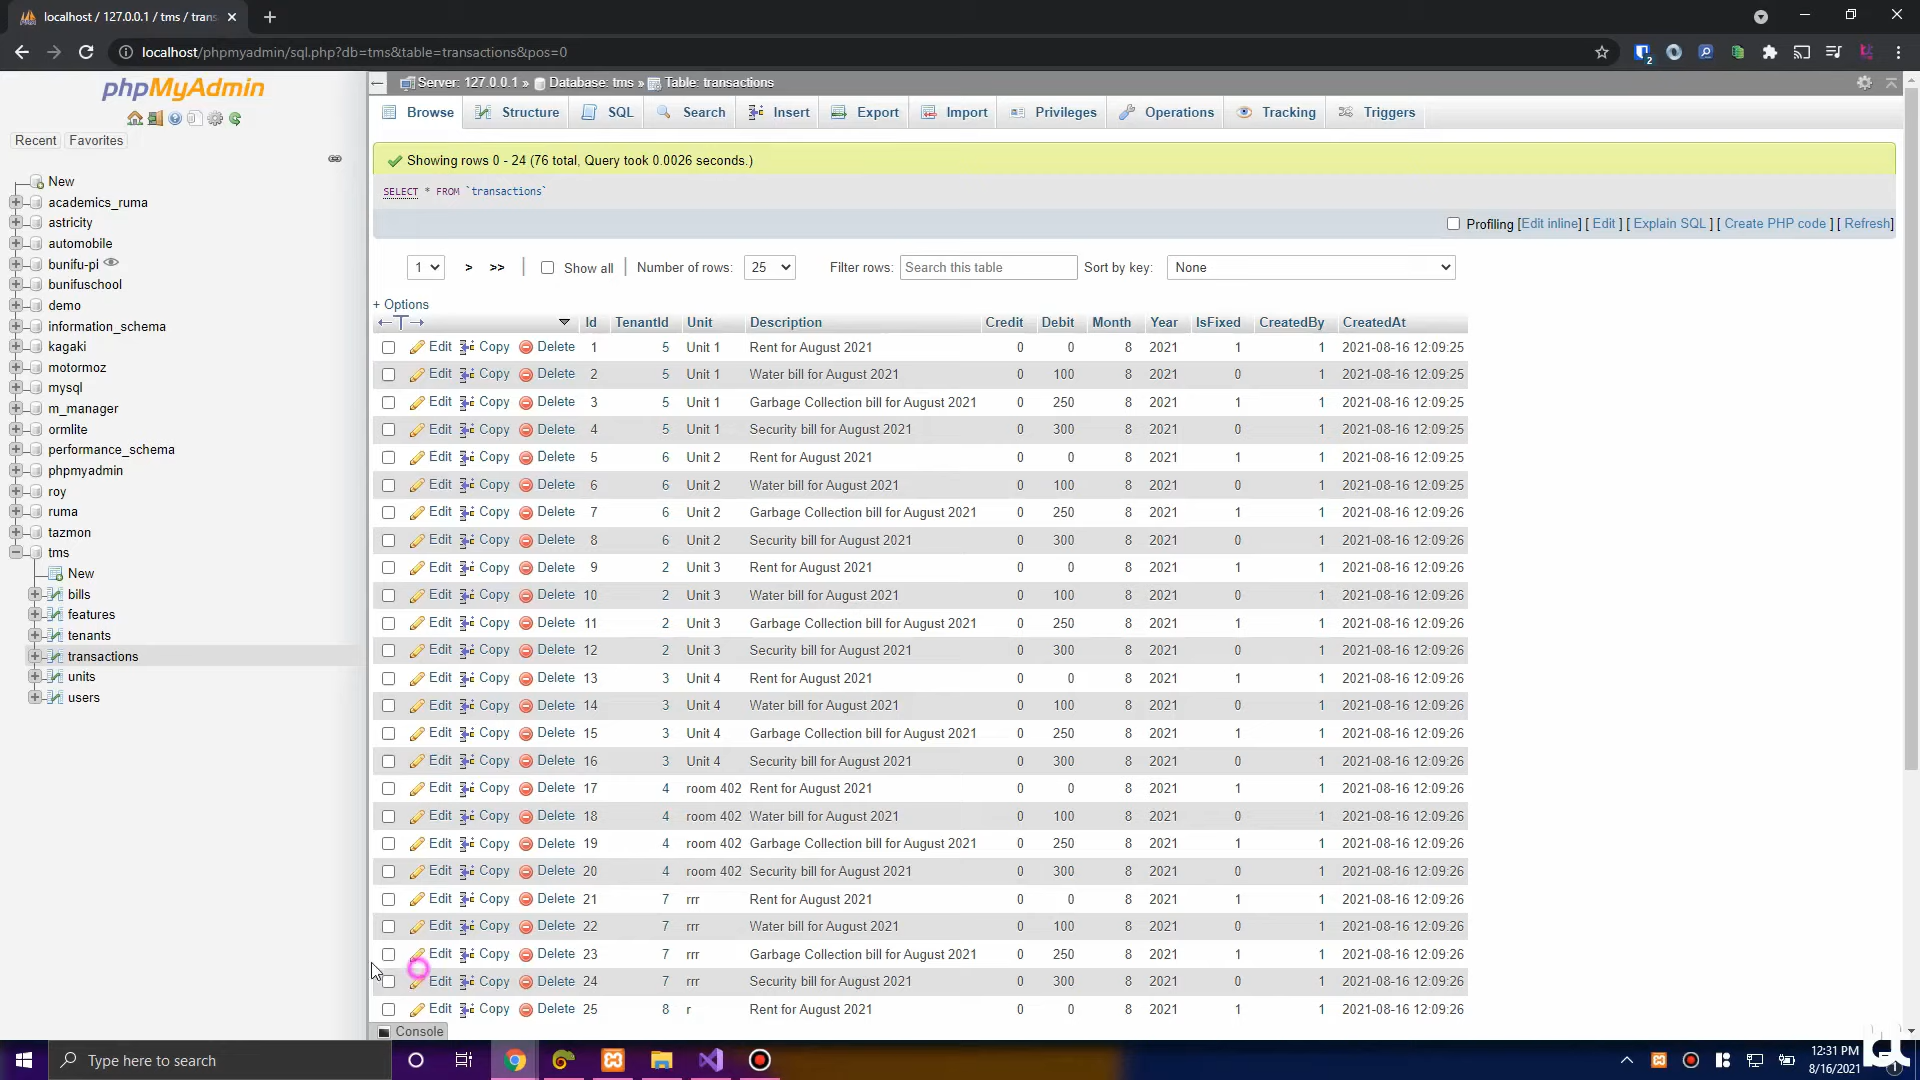 localhost / 127.0.0.1 / tms / tran
localhost/phpmyadmin/sql.php?db=tms&table=transactions&pos=0
2
phpMyAdmin
Recent Favorites
New
academics_ruma
astricity
automobile
bunifu-pi
bunifuschool
demo
information_schema
kagaki
motormoz
mysql
m_manager
ormlite
performance_schema
phpmyadmin
roy
ruma
tazmon
tms
New
bills
features
tenants
transactions
units
users
Server: 127.0.0.1 » Database: tms » Table: transactions
Browse Structure SQL Search Insert Export Import Privileges Operations Tracking Triggers
Showing rows 0 - 24 (76 total, Query took 0.0026 seconds.)
SELECT * FROM `transactions`
Profiling [Edit inline] [ Edit ] [ Explain SQL ] [ Create PHP code ] [ Refresh]
1 > >> Show all Number of rows: 25 Filter rows: Search this table Sort by key: None
+ Options
←T→ Id TenantId Unit Description Credit Debit Month Year IsFixed CreatedBy CreatedAt
Edit Copy Delete 1 5 Unit 1 Rent for August 2021 0 0 8 2021 1 1 2021-08-16 12:09:25
Edit Copy Delete 2 5 Unit 1 Water bill for August 2021 0 100 8 2021 0 1 2021-08-16 12:09:25
Edit Copy Delete 3 5 Unit 1 Garbage Collection bill for August 2021 0 250 8 2021 1 1 2021-08-16 12:09:25
Edit Copy Delete 4 5 Unit 1 Security bill for August 2021 0 300 8 2021 0 1 2021-08-16 12:09:25
Edit Copy Delete 5 6 Unit 2 Rent for August 2021 0 0 8 2021 1 1 2021-08-16 12:09:25
Edit Copy Delete 6 6 Unit 2 Water bill for August 2021 0 100 8 2021 0 1 2021-08-16 12:09:25
Edit Copy Delete 7 6 Unit 2 Garbage Collection bill for August 2021 0 250 8 2021 1 1 2021-08-16 12:09:26
Edit Copy Delete 8 6 Unit 2 Security bill for August 2021 0 300 8 2021 0 1 2021-08-16 12:09:26
Edit Copy Delete 9 2 Unit 3 Rent for August 2021 0 0 8 2021 1 1 2021-08-16 12:09:26
Edit Copy Delete 10 2 Unit 3 Water bill for August 2021 0 100 8 2021 0 1 2021-08-16 12:09:26
Edit Copy Delete 11 2 Unit 3 Garbage Collection bill for August 2021 0 250 8 2021 1 1 2021-08-16 12:09:26
Edit Copy Delete 12 2 Unit 3 Security bill for August 2021 0 300 8 2021 0 1 2021-08-16 12:09:26
Edit Copy Delete 13 3 Unit 4 Rent for August 2021 0 0 8 2021 1 1 2021-08-16 12:09:26
Edit Copy Delete 14 3 Unit 4 Water bill for August 2021 0 100 8 2021 0 1 2021-08-16 12:09:26
Edit Copy Delete 15 3 Unit 4 Garbage Collection bill for August 2021 0 250 8 2021 1 1 2021-08-16 12:09:26
Edit Copy Delete 16 3 Unit 4 Security bill for August 2021 0 300 8 2021 0 1 2021-08-16 12:09:26
Edit Copy Delete 17 4 room 402 Rent for August 2021 0 0 8 2021 1 1 2021-08-16 12:09:26
Edit Copy Delete 18 4 room 402 Water bill for August 2021 0 100 8 2021 0 1 2021-08-16 12:09:26
Edit Copy Delete 19 4 room 402 Garbage Collection bill for August 2021 0 250 8 2021 1 1 2021-08-16 12:09:26
Edit Copy Delete 20 4 room 402 Security bill for August 2021 0 300 8 2021 0 1 2021-08-16 12:09:26
Edit Copy Delete 21 7 rrr Rent for August 2021 0 0 8 2021 1 1 2021-08-16 12:09:26
Edit Copy Delete 22 7 rrr Water bill for August 2021 0 100 8 2021 0 1 2021-08-16 12:09:26
Edit Copy Delete 23 7 rrr Garbage Collection bill for August 2021 0 250 8 2021 1 1 2021-08-16 12:09:26
Edit Copy Delete 24 7 rrr Security bill for August 2021 0 300 8 2021 0 1 2021-08-16 12:09:26
Edit Copy Delete 25 8 r Rent for August 2021 0 0 8 2021 1 1 2021-08-16 12:09:26
Console
Type here to search
12:31 PM
8/16/2021